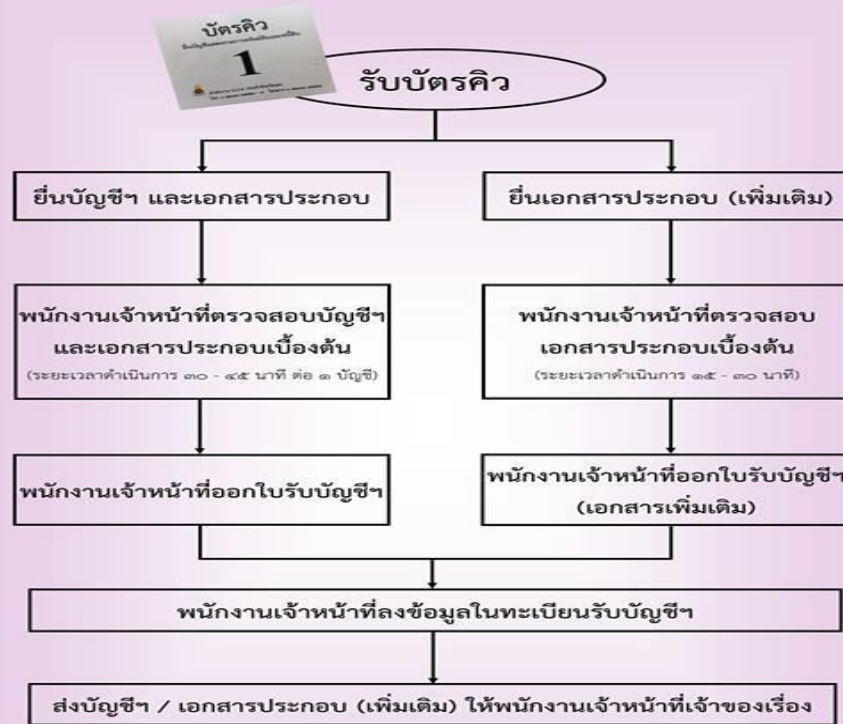 บัตรคิว
1
รับบัตรคิว
ยื่นบัญชีฯ และเอกสารประกอบ
ยื่นเอกสารประกอบ (เพิ่มเติม)
พนักงานเจ้าหน้าที่ตรวจสอบบัญชีฯ
และเอกสารประกอบเบื้องต้น
(ระยะเวลาดำเนินการ ๓๐ - ๔๕ นาที ต่อ ๑ บัญชี)
พนักงานเจ้าหน้าที่ตรวจสอบ
เอกสารประกอบเบื้องต้น
(ระยะเวลาดำเนินการ ๑๕ - ๓๐ นาที)
พนักงานเจ้าหน้าที่ออกใบรับบัญชีฯ
พนักงานเจ้าหน้าที่ออกใบรับบัญชีฯ
(เอกสารเพิ่มเติม)
พนักงานเจ้าหน้าที่ลงข้อมูลในทะเบียนรับบัญชีฯ
ส่งบัญชีฯ / เอกสารประกอบ (เพิ่มเติม) ให้พนักงานเจ้าหน้าที่เจ้าของเรื่อง